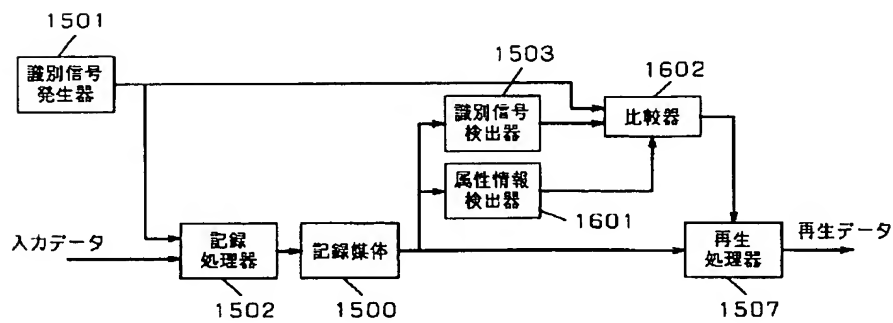 1501
識別信号
発生器
1503
識別信号
検出器
1602
比較器
属性情報
検出器
1601
入力データ
記録
処理器
1502
記録媒体
1500
再生
処理器
1507
再生データ